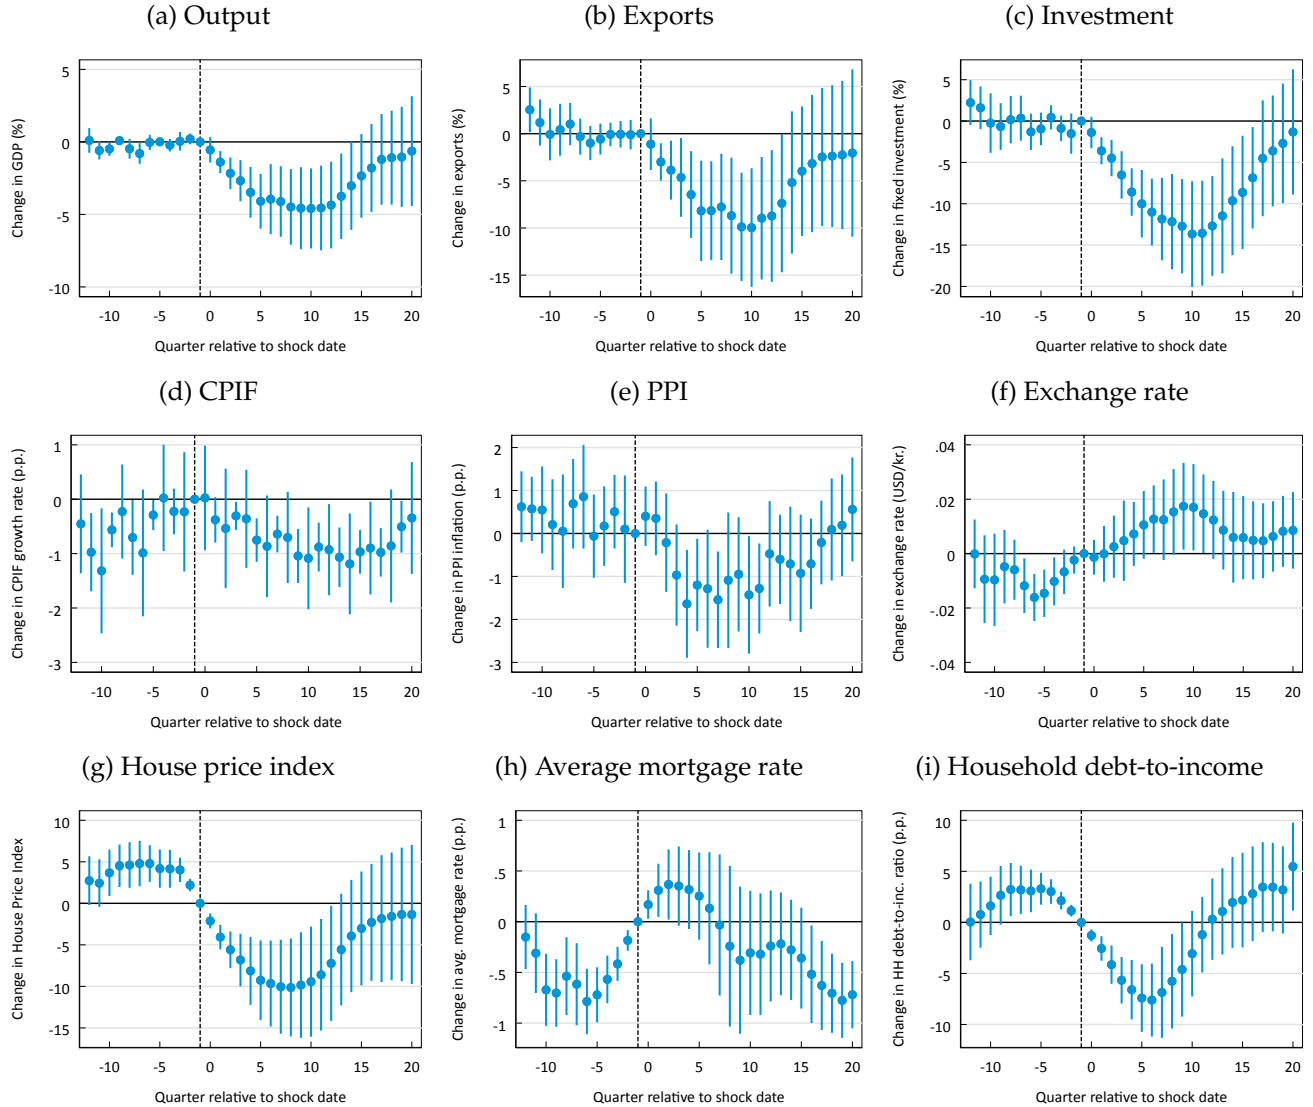 (a) Output
(b) Exports
(c) Investment
Change in GDP (%)
5
0
-5
-10
-10 -5 0 5 10 15 20
Quarter relative to shock date
Change in exports (%)
5
0
-5
-10
-15
-10 -5 0 5 10 15 20
Quarter relative to shock date
Change in fixed investment (%)
5
0
-5
-10
-15
-20
-10 -5 0 5 10 15 20
Quarter relative to shock date
(d) CPIF
(e) PPI
(f) Exchange rate
Change in CPIF growth rate (p.p.)
1
0
-1
-2
-3
-10 -5 0 5 10 15 20
Quarter relative to shock date
Change in PPI inflation (p.p.)
2
1
0
-1
-2
-3
-10 -5 0 5 10 15 20
Quarter relative to shock date
Change in exchange rate (USD/kr.)
.04
.02
0
-.02
-.04
-10 -5 0 5 10 15 20
Quarter relative to shock date
(g) House price index
(h) Average mortgage rate
(i) Household debt-to-income
Change in House Price Index
10
5
0
-5
-10
-15
-10 -5 0 5 10 15 20
Quarter relative to shock date
Change in avg. mortgage rate (p.p.)
1
.5
0
-.5
-1
-10 -5 0 5 10 15 20
Quarter relative to shock date
Change in HH debt-to-inc. ratio (p.p.)
10
5
0
-5
-10
-10 -5 0 5 10 15 20
Quarter relative to shock date